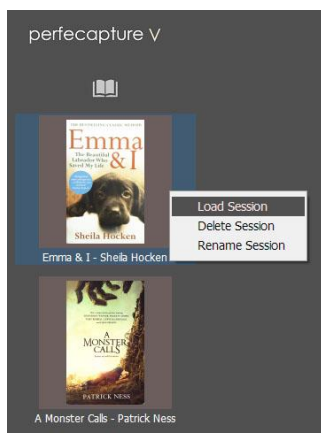 perfecapture V
THE BESTSELLING CLASSIC MEMOIR
Emma
The Beautiful
Labrador Who
Saved My Life
& I
Sheila Hocken
Load Session
Delete Session
Rename Session
Emma & I - Sheila Hocken
A
MONSTER
CALLS
PATRICK NESS
A Monster Calls - Patrick Ness